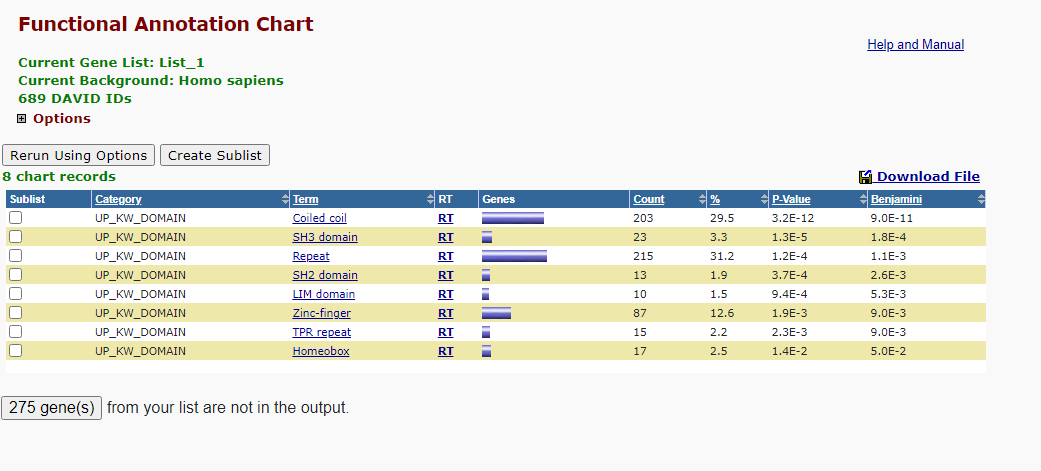 Functional Annotation Chart
Help and Manual
Current Gene List: List_1
Current Background: Homo sapiens
689 DAVID IDs
Options
Rerun Using Options Create Sublist
8 chart records Download File
Sublist Category Term RT Genes Count % P-Value Benjamini
UP_KW_DOMAIN Coiled coil RT 203 29.5 3.2E-12 9.0E-11
UP_KW_DOMAIN SH3 domain RT 23 3.3 1.3E-5 1.8E-4
UP_KW_DOMAIN Repeat RT 215 31.2 1.2E-4 1.1E-3
UP_KW_DOMAIN SH2 domain RT 13 1.9 3.7E-4 2.6E-3
UP_KW_DOMAIN LIM domain RT 10 1.5 9.4E-4 5.3E-3
UP_KW_DOMAIN Zinc-finger RT 87 12.6 1.9E-3 9.0E-3
UP_KW_DOMAIN TPR repeat RT 15 2.2 2.3E-3 9.0E-3
UP_KW_DOMAIN Homeobox RT 17 2.5 1.4E-2 5.0E-2
275 gene(s) from your list are not in the output.